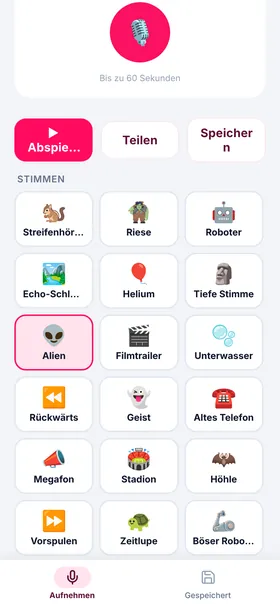 Bis zu 60 Sekunden
▶ Abspie...
Teilen
Speicher
n
STIMMEN
Streifenhör...
Riese
Roboter
Echo-Schl...
Helium
Tiefe Stimme
Alien
Filmtrailer
Unterwasser
Rückwärts
Geist
Altes Telefon
Megafon
Stadion
Höhle
Vorspulen
Zeitlupe
Böser Robo...
Aufnehmen
Gespeichert